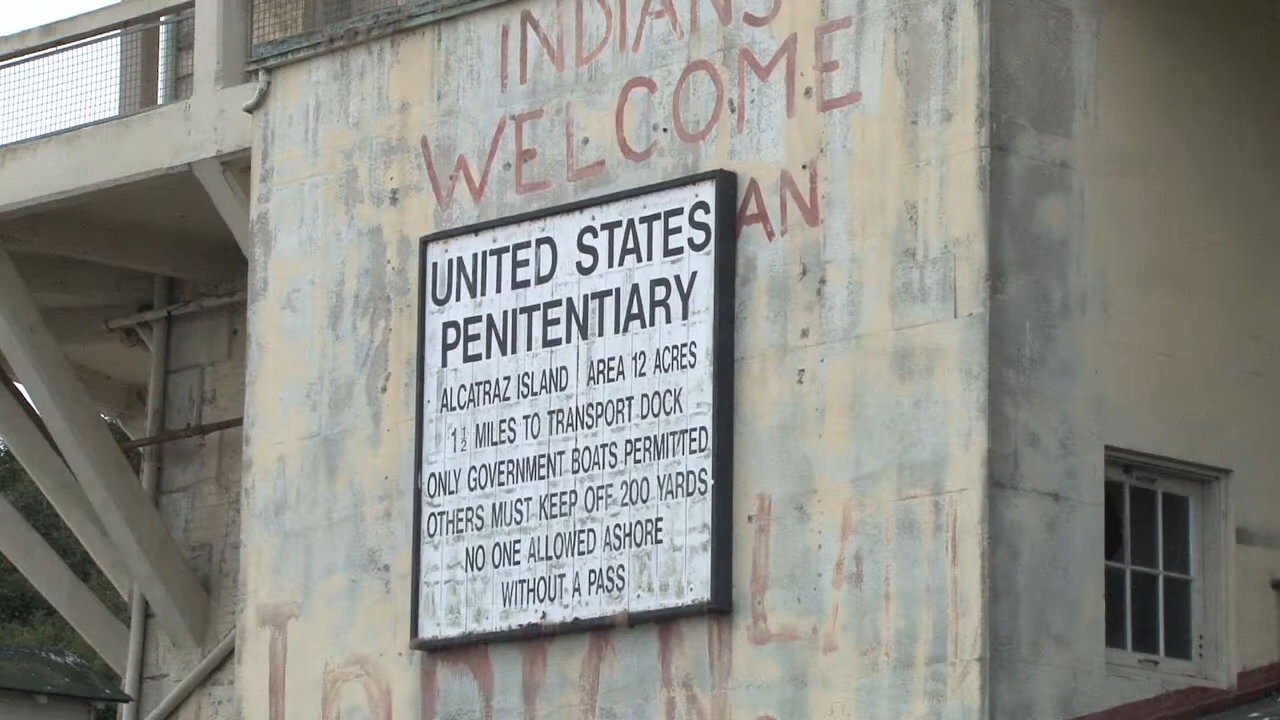 INDIANS
WELCOME
AN
UNITED STATES
PENITENTIARY
ALCATRAZ ISLAND AREA 12 ACRES
1½ MILES TO TRANSPORT DOCK
ONLY GOVERNMENT BOATS PERMITTED
OTHERS MUST KEEP OFF 200 YARDS
NO ONE ALLOWED ASHORE
WITHOUT A PASS